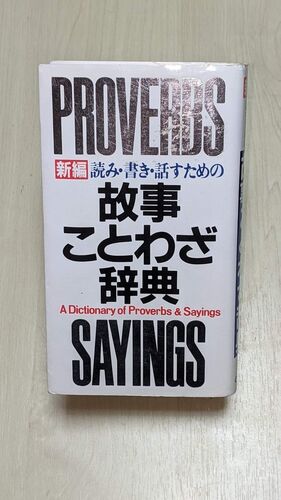 PROVERBS
新編 読み・書き・話すための
故事
ことわざ
辞典
A Dictionary of Proverbs & Sayings
SAYINGS